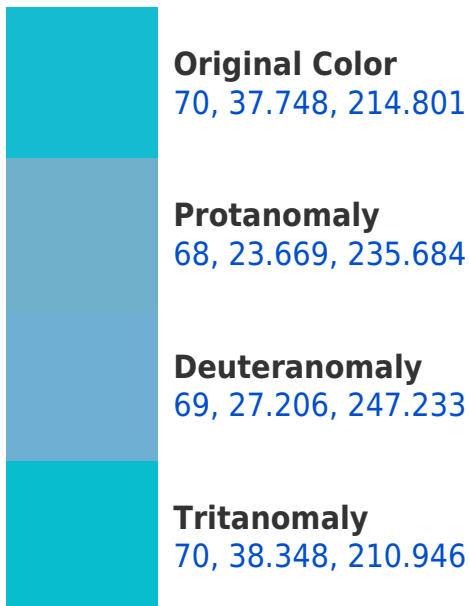 Original Color
70, 37.748, 214.801
Protanomaly
68, 23.669, 235.684
Deuteranomaly
69, 27.206, 247.233
Tritanomaly
70, 38.348, 210.946